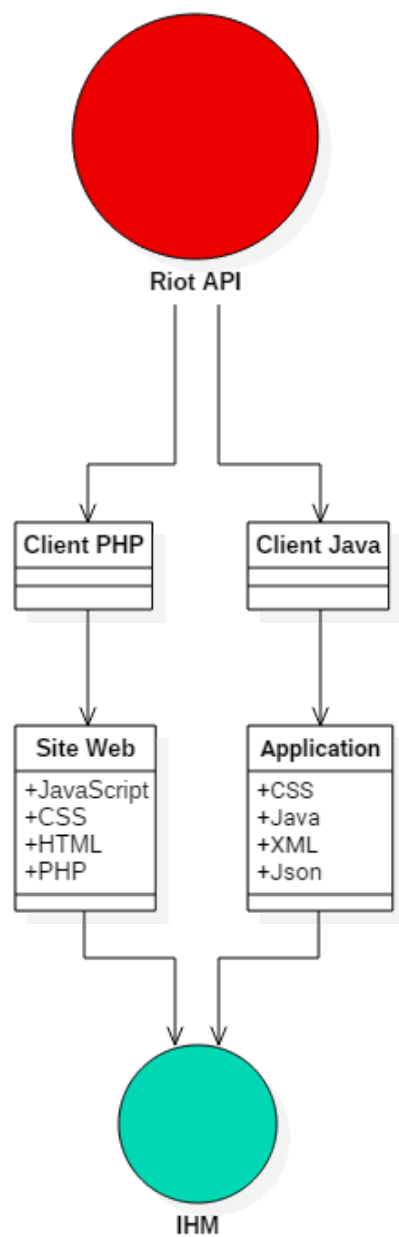 Riot API
Client PHP
Client Java
Site Web
+JavaScript
+CSS
+HTML
+PHP
Application
+CSS
+Java
+XML
+Json
IHM